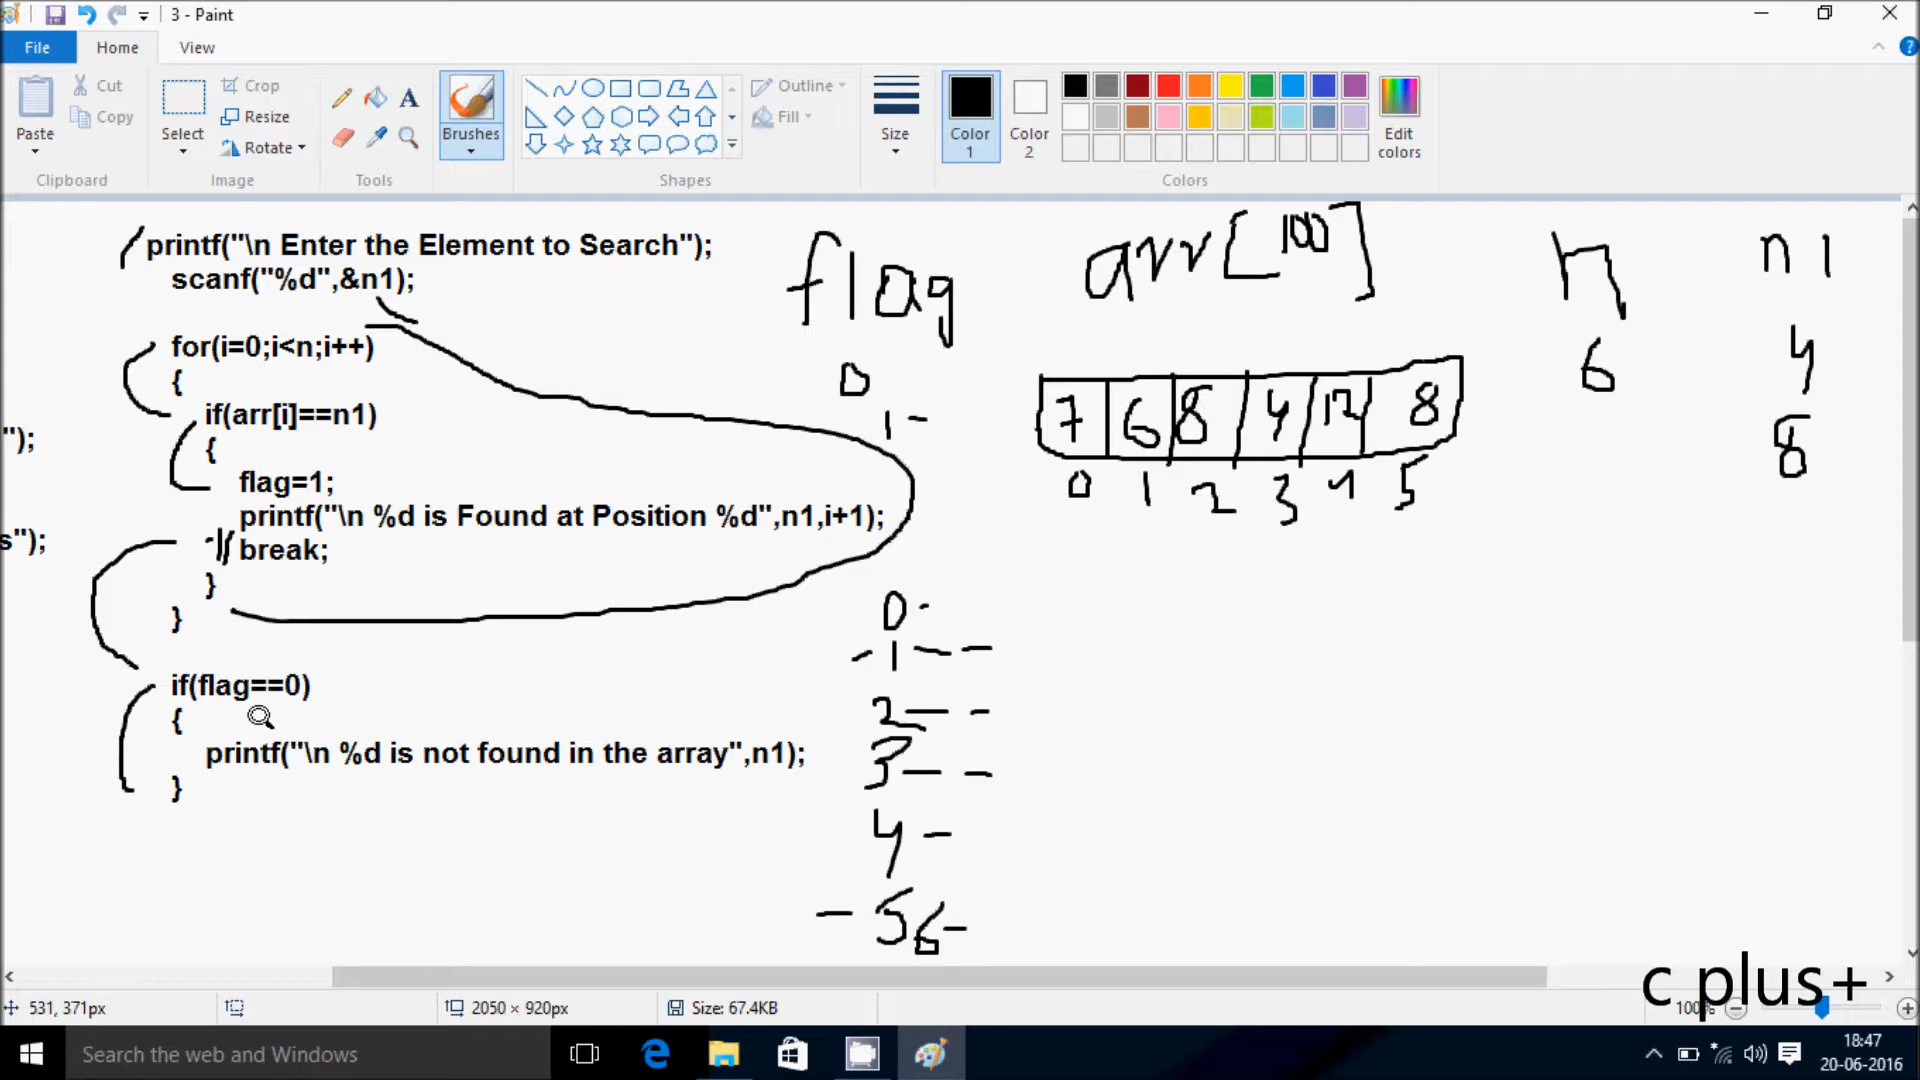 3 - Paint
File
Home
View
Paste
Cut
Copy
Clipboard
Select
Crop
Resize
Rotate
Image
Tools
Brushes
Shapes
Outline
Fill
Size
Color 1
Color 2
Edit colors
Colors
printf("\n Enter the Element to Search");
scanf("%d",&n1);
for(i=0;i<n;i++)
{
if(arr[i]==n1)
");
{
flag=1;
printf("\n %d is Found at Position %d",n1,i+1);
s");
// break;
}
}
if(flag==0)
{
printf("\n %d is not found in the array",n1);
}
flag
0
1 -
arr[100]
7 6 8 4 12 8
0 1 2 3 4 5
n
6
n1
4
8
0 -
- 1 - -
2 - -
3 - -
4 -
- 5 6 -
c plus+
531, 371px
2050 × 920px
Size: 67.4KB
100%
Search the web and Windows
18:47
20-06-2016